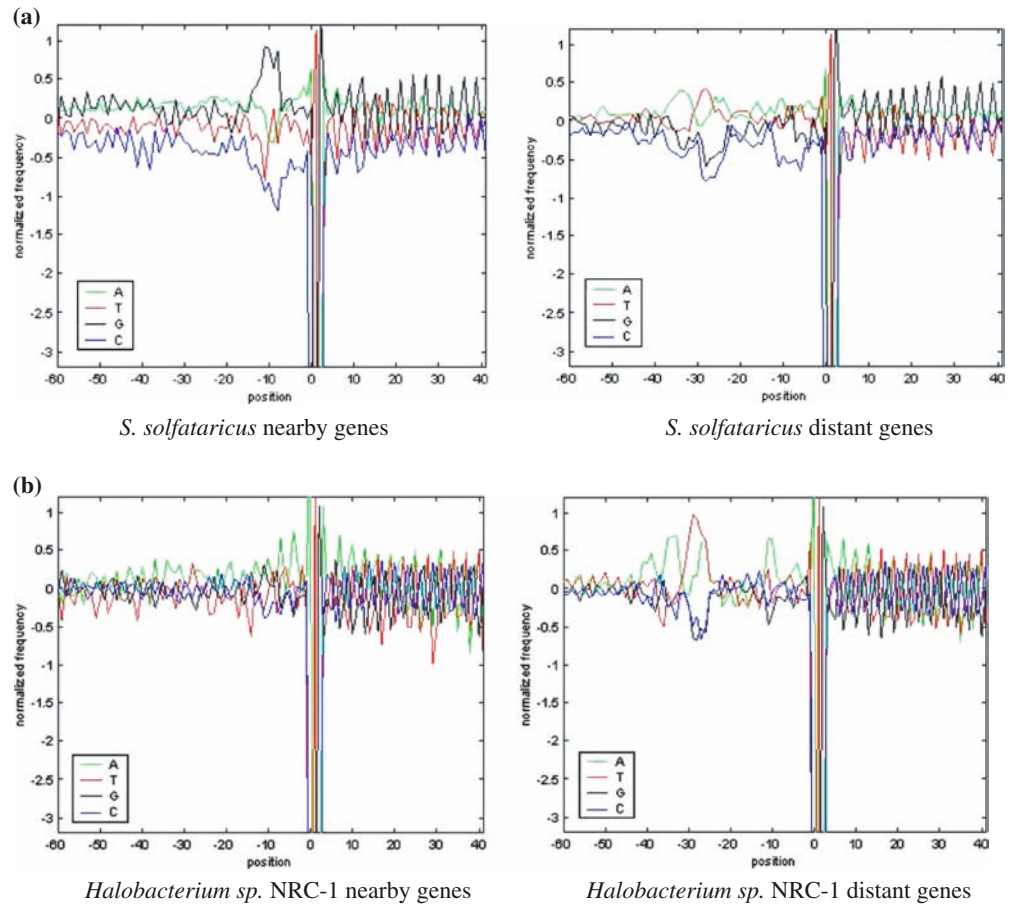 (a)
normalized frequency
1
0.5
0
-0.5
-1
-1.5
-2
-2.5
-3
A
T
G
C
-60 -50 -40 -30 -20 -10 0 10 20 30 40
position
S. solfataricus nearby genes
normalized frequency
1
0.5
0
-0.5
-1
-1.5
-2
-2.5
-3
A
T
G
C
-60 -50 -40 -30 -20 -10 0 10 20 30 40
position
S. solfataricus distant genes
(b)
normalized frequency
1
0.5
0
-0.5
-1
-1.5
-2
-2.5
-3
A
T
G
C
-60 -50 -40 -30 -20 -10 0 10 20 30 40
position
Halobacterium sp. NRC-1 nearby genes
normalized frequency
1
0.5
0
-0.5
-1
-1.5
-2
-2.5
-3
A
T
G
C
-60 -50 -40 -30 -20 -10 0 10 20 30 40
position
Halobacterium sp. NRC-1 distant genes